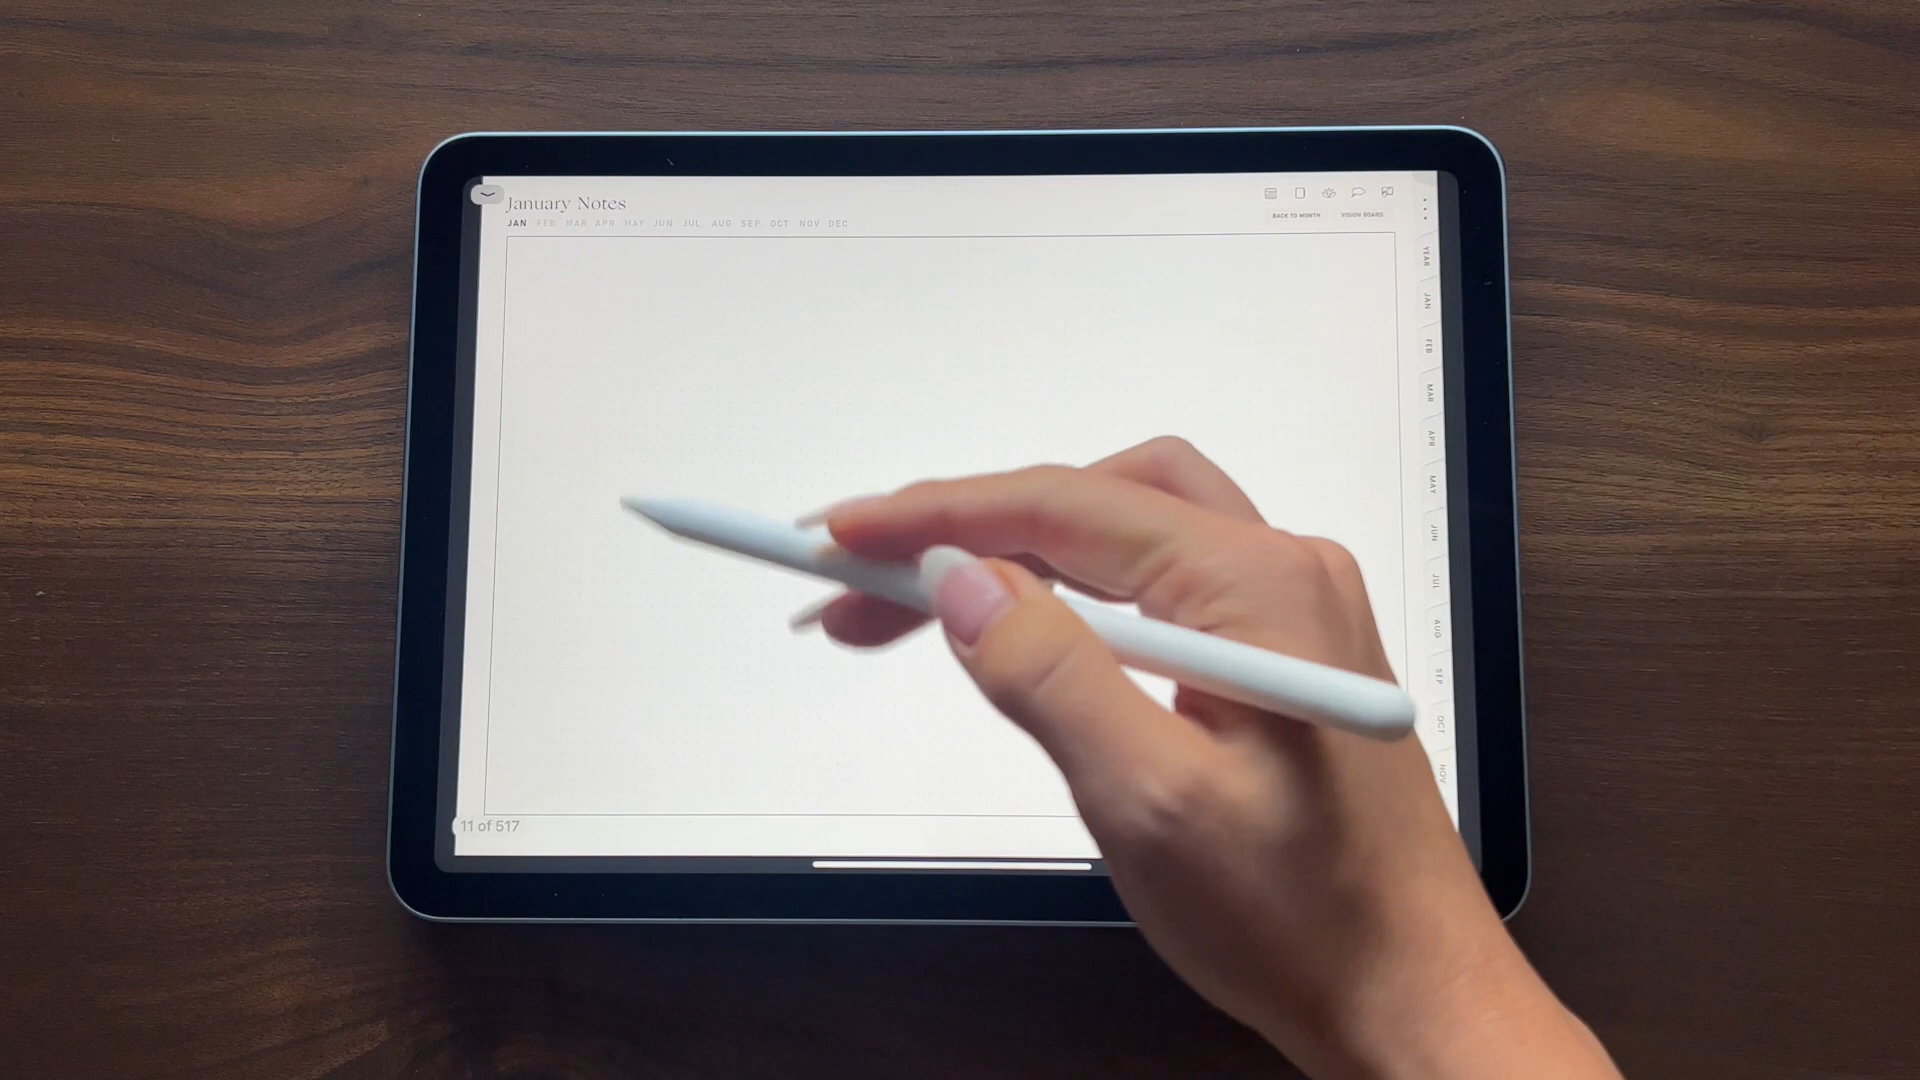 January Notes
JAN FEB MAR APR MAY JUN JUL AUG SEP OCT NOV DEC
BACK TO MONTH VISION BOARD
YEAR
JAN
FEB
MAR
APR
MAY
JUN
JUL
AUG
SEP
OCT
NOV
11 of 517